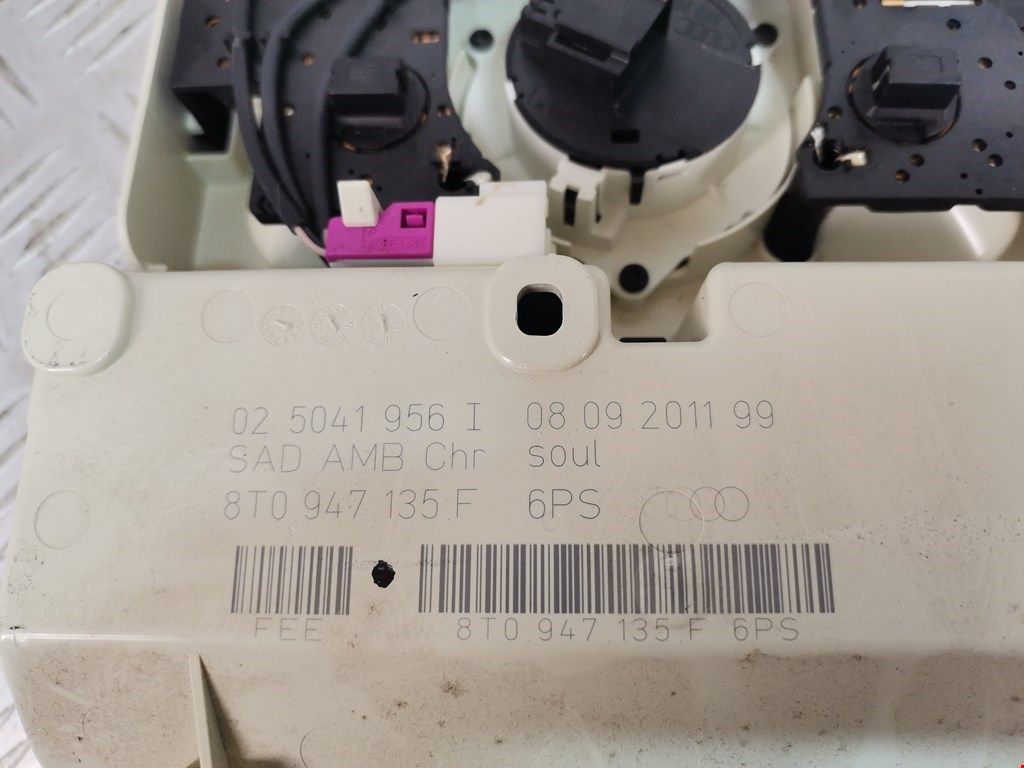 02 5041 956 I 08.09.2011 99
SAD AMB Chr soul
8T0 947 135 F 6PS
FEE
8T0 947 135 F 6PS